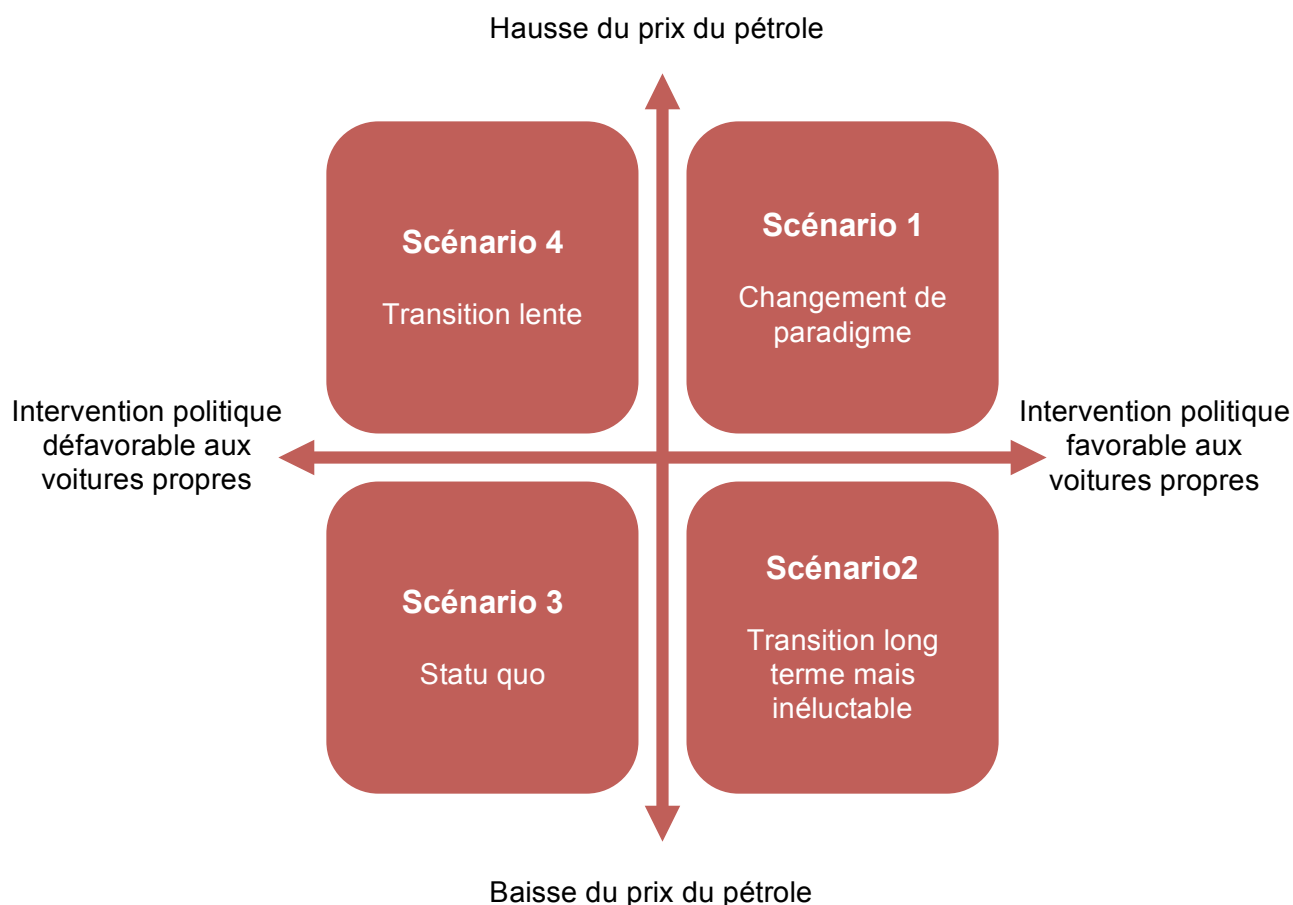 Hausse du prix du pétrole
Scénario 4
Transition lente
Scénario 1
Changement de
paradigme
Intervention politique
défavorable aux
voitures propres
Intervention politique
favorable aux
voitures propres
Scénario 3
Statu quo
Scénario2
Transition long
terme mais
inéluctable
Baisse du prix du pétrole